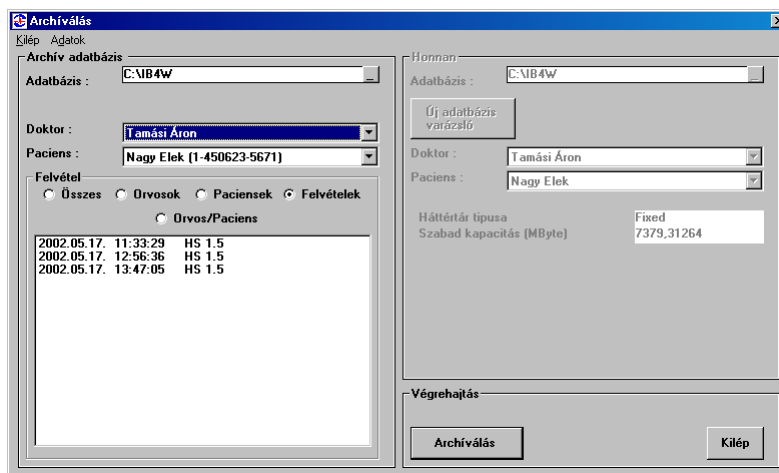 Archíválás
Kilép Adatok
Archív adatbázis
Adatbázis : C:\IB4W _
Doktor : Tamási Áron
Paciens : Nagy Elek (1-450623-5671)
Felvétel
Összes Orvosok Paciensek Felvételek
Orvos/Paciens
2002.05.17. 11:33:29 HS 1.5
2002.05.17. 12:56:36 HS 1.5
2002.05.17. 13:47:05 HS 1.5
Honnan
Adatbázis : C:\IB4W _
Új adatbázis
varázsló
Doktor : Tamási Áron
Paciens : Nagy Elek
Háttértár tipusa Fixed
Szabad kapacitás (MByte) 7379,31264
Végrehajtás
Archíválás Kilép